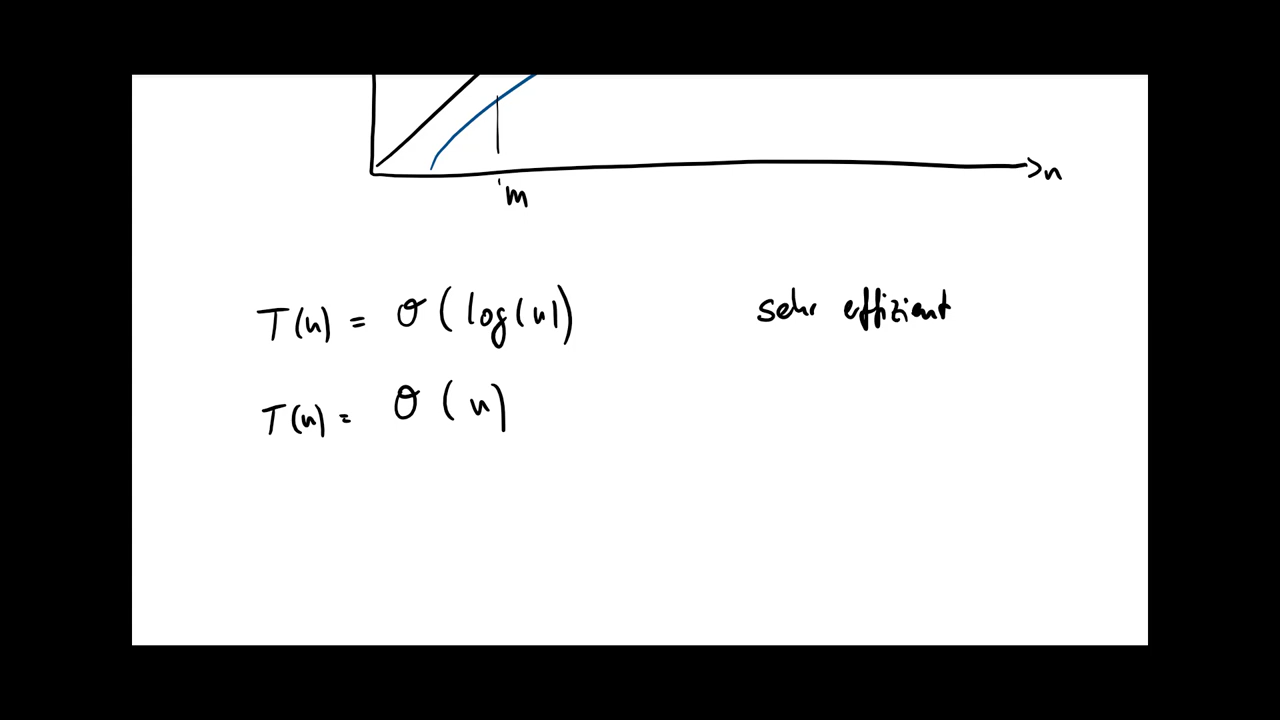 n
m
T(n) = O(log(n)) sehr effizient
T(n) = O(n)